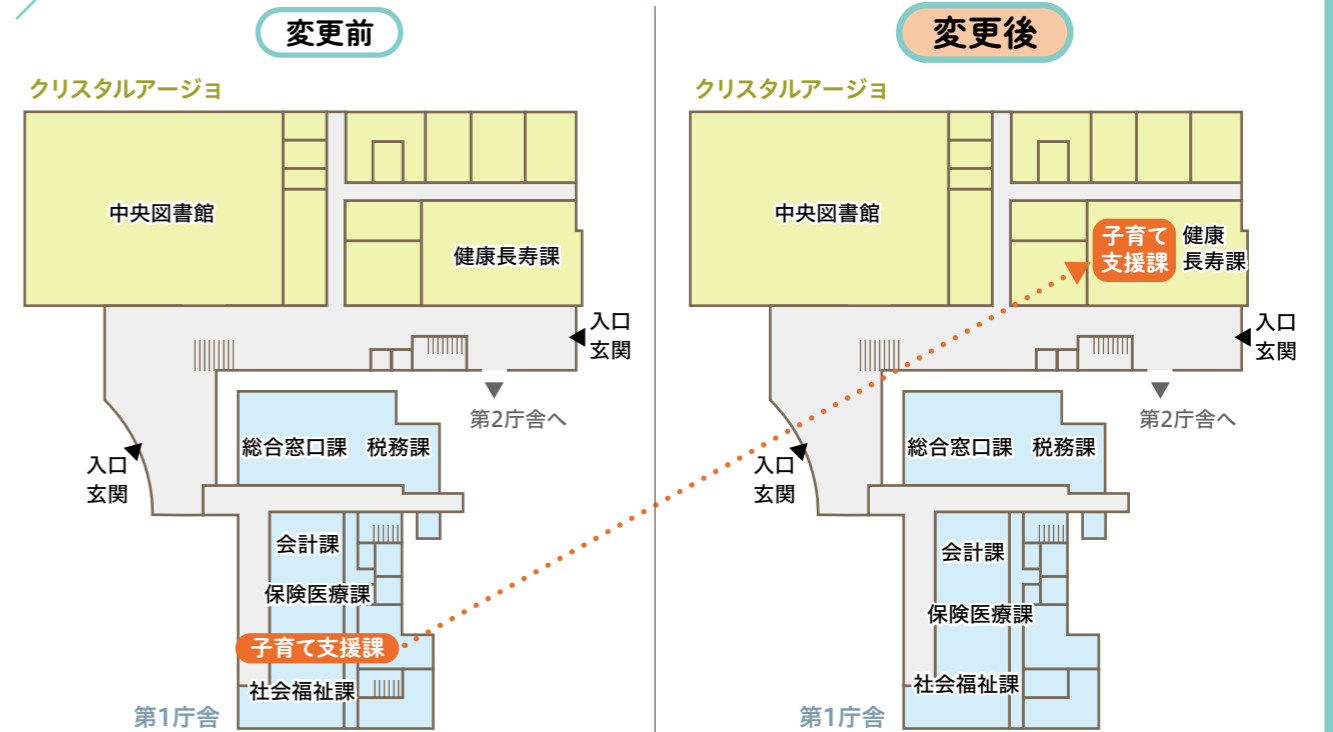 変更前
クリスタルアージョ
中央図書館
健康長寿課
入口
玄関
第2庁舎へ
総合窓口課
税務課
入口
玄関
会計課
保険医療課
子育て支援課
社会福祉課
第1庁舎
変更後
クリスタルアージョ
中央図書館
子育て
支援課
健康
長寿課
入口
玄関
第2庁舎へ
総合窓口課
税務課
入口
玄関
会計課
保険医療課
社会福祉課
第1庁舎